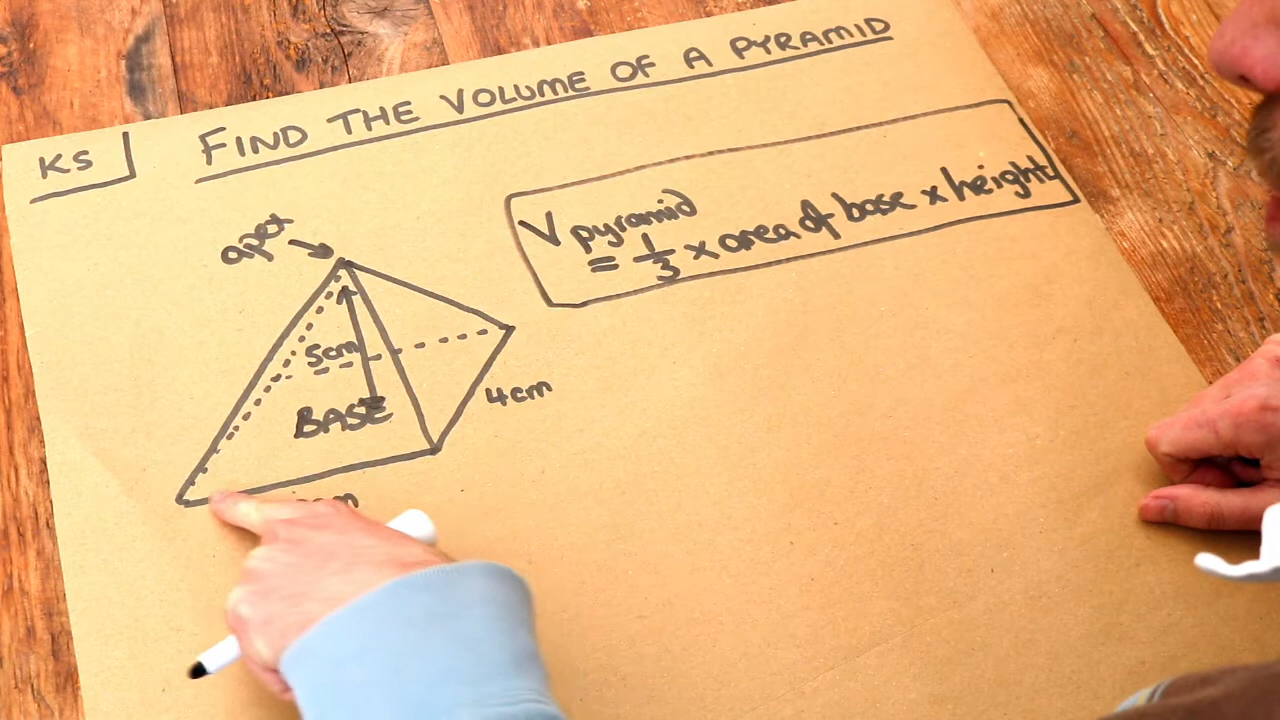 KS
FIND THE VOLUME OF A PYRAMID
V pyramid
= 1/3 x area of base x height
apex
5cm
4cm
BASE